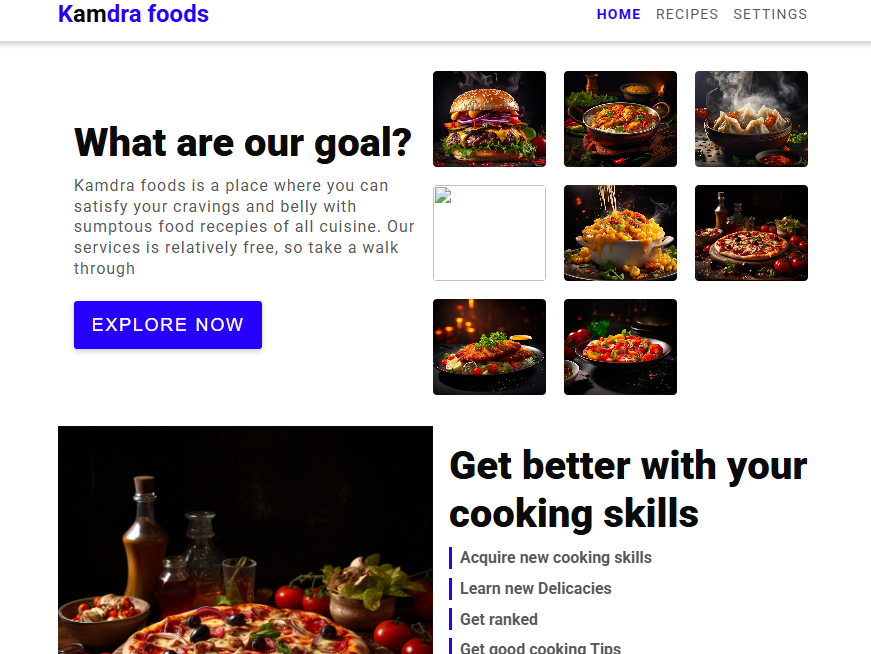 Kamdra foods
HOME RECIPES SETTINGS
What are our goal?
Kamdra foods is a place where you can
satisfy your cravings and belly with
sumptous food recepies of all cuisine. Our
services is relatively free, so take a walk
through
EXPLORE NOW
Get better with your
cooking skills
Acquire new cooking skills
Learn new Delicacies
Get ranked
Get good cooking Tips